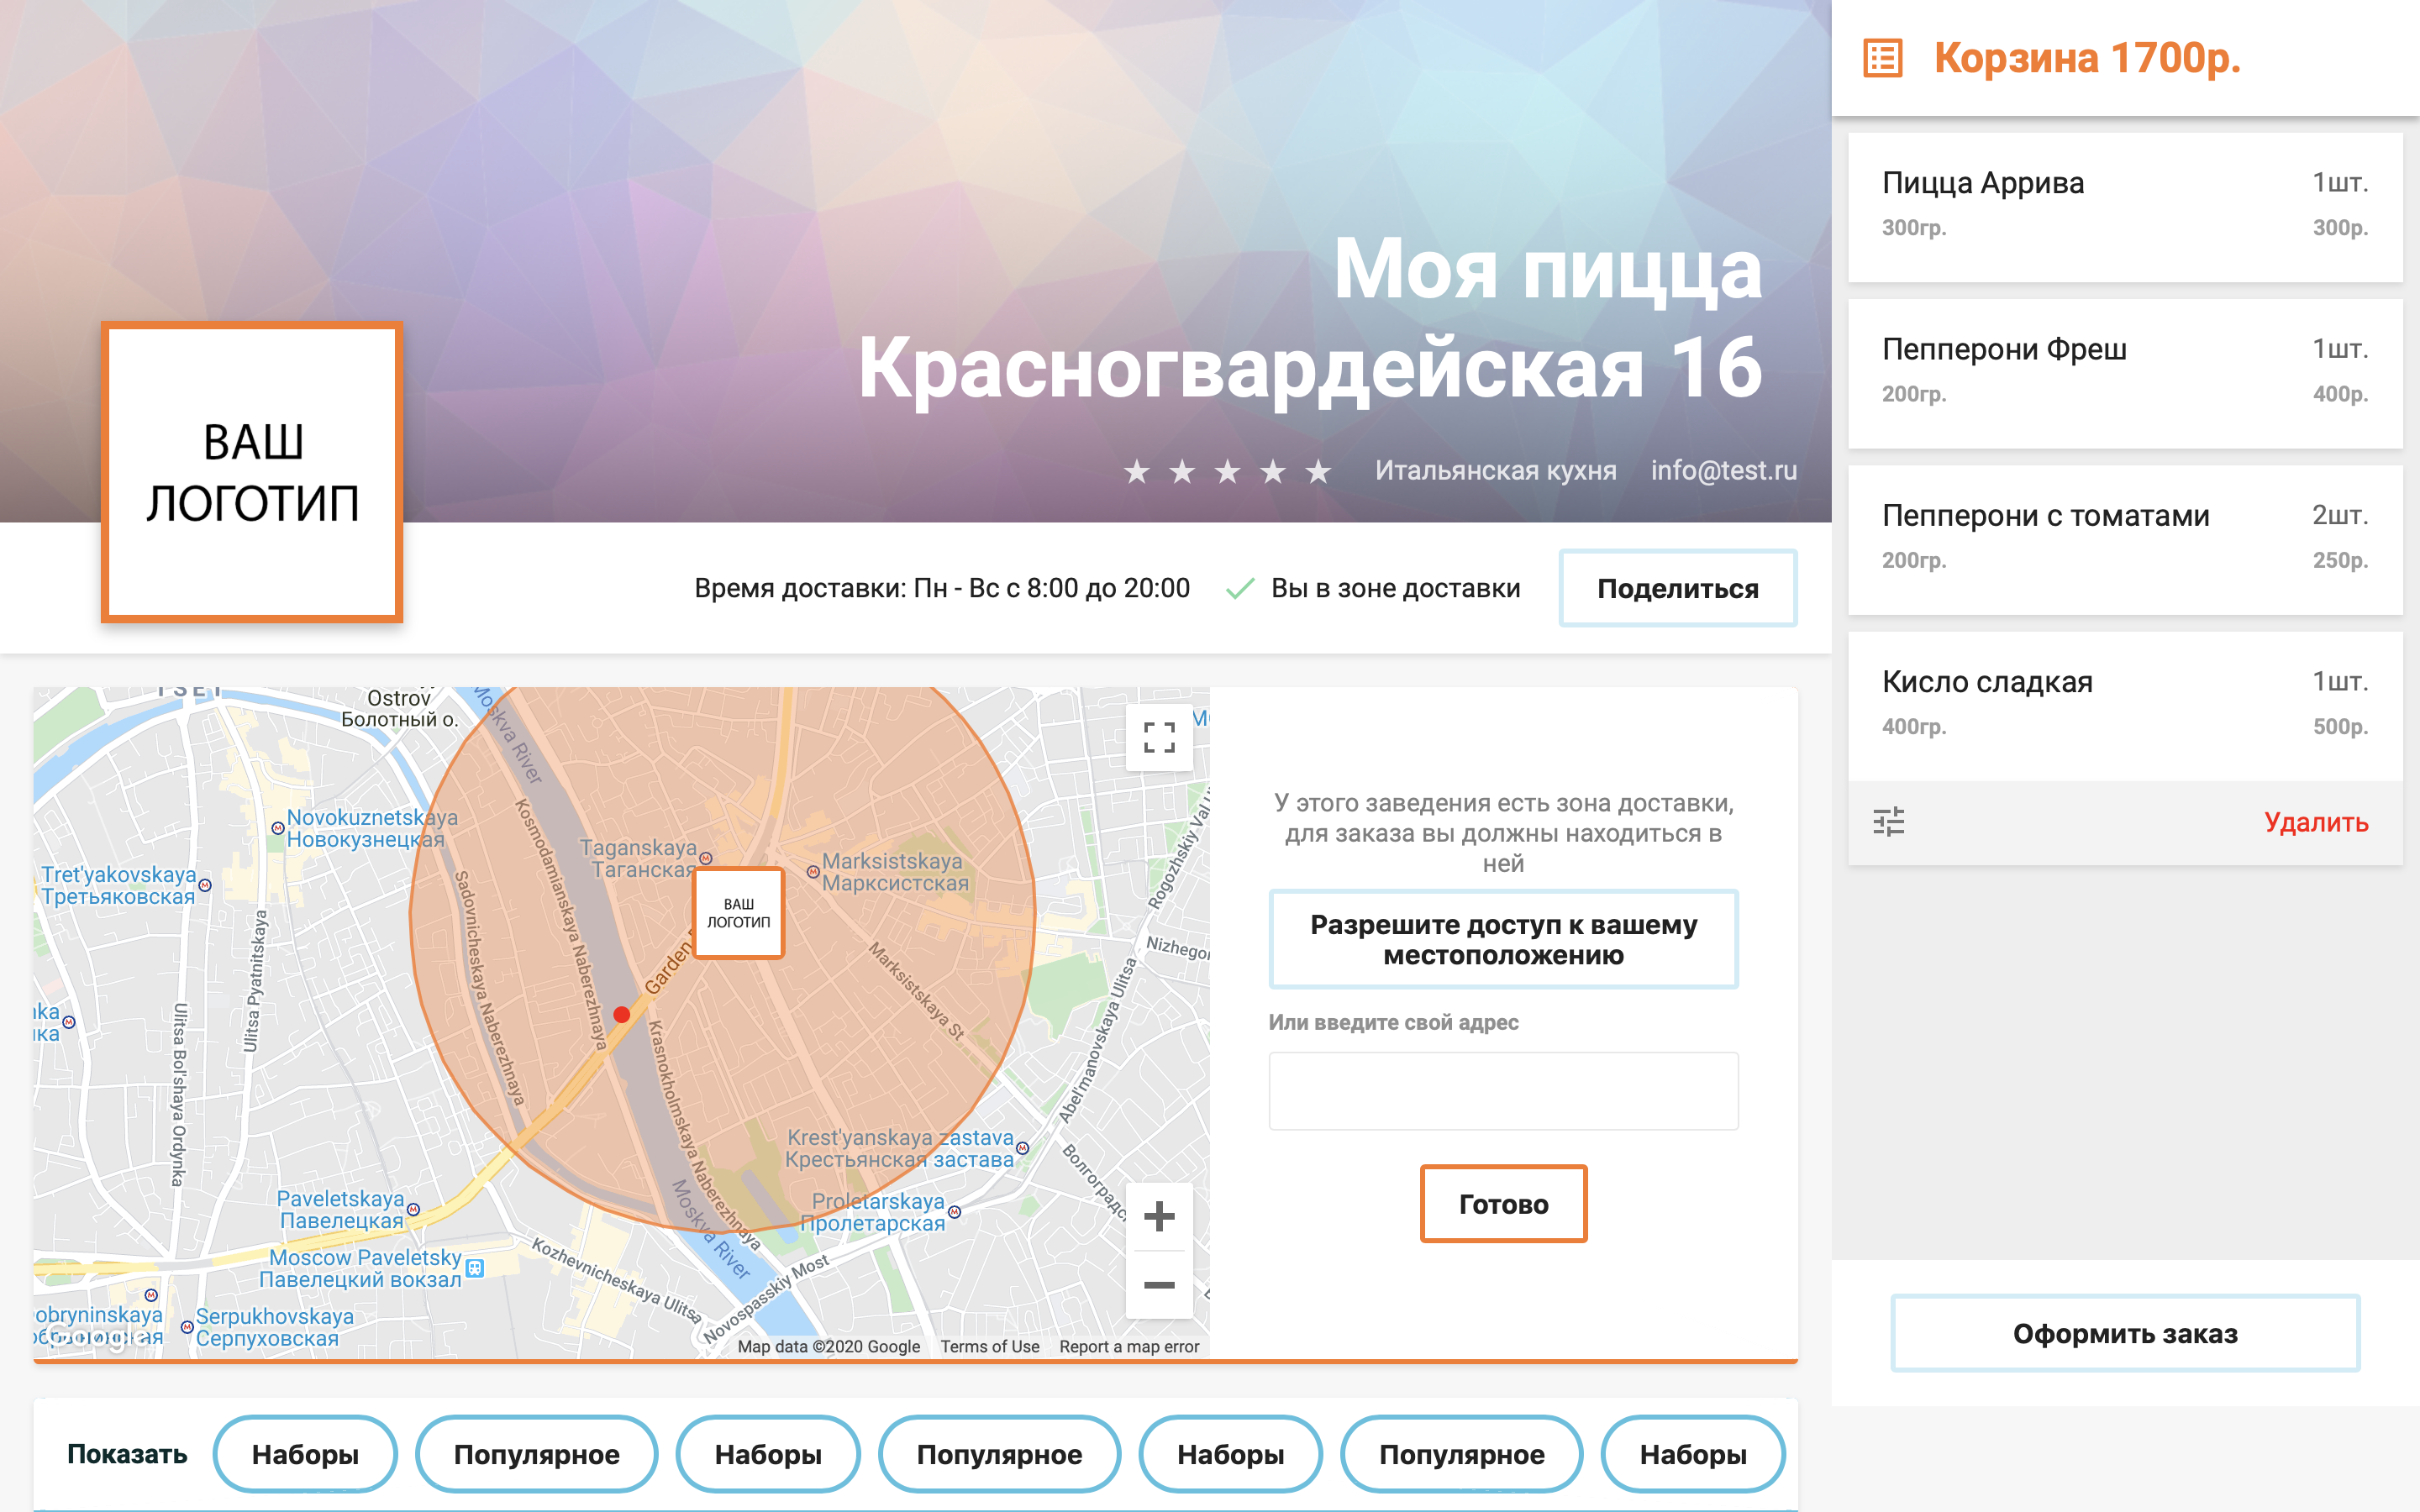 Моя пицца
Красногвардейская 16
★ ★ ★ ★ ★ Итальянская кухня info@test.ru
ВАШ
ЛОГОТИП
Время доставки: Пн - Вс с 8:00 до 20:00 Вы в зоне доставки Поделиться
Ostrov
Болотный о.
Moskva River
Novokuznetskaya
Новокузнецкая
Kosmodamianskaya Naberezhnaya
Taganskaya
Таганская
Marksistskaya
Марксистская
Rogozhskiy Val
Tret'yakovskaya
Третьяковская
Sadovnicheskaya Naberezhnaya
ВАШ
ЛОГОТИП
Garden
Marksistskaya St
Ulitsa Pyatnitskaya
Ulitsa Bol'shaya Ordynka
Krasnokholmskaya Naberezhnaya
Abel'manovskaya Ulitsa
Krest'yanskaya zastava
Крестьянская застава
Proletarskaya
Пролетарская
Paveletskaya
Павелецкая
Moscow Paveletsky
Павелецкий вокзал
Moskva River
Kozhevnicheskaya Ulitsa
Novospasskiy Most
Serpukhovskaya
Серпуховская
Google
Map data ©2020 Google Terms of Use Report a map error
У этого заведения есть зона доставки,
для заказа вы должны находиться в
ней
Разрешите доступ к вашему
местоположению
Или введите свой адрес
Готово
Показать Наборы Популярное Наборы Популярное Наборы Популярное Наборы
Корзина 1700р.
Пицца Аррива 1шт.
300гр. 300р.
Пепперони Фреш 1шт.
200гр. 400р.
Пепперони с томатами 2шт.
200гр. 250р.
Кисло сладкая 1шт.
400гр. 500р.
Удалить
Оформить заказ